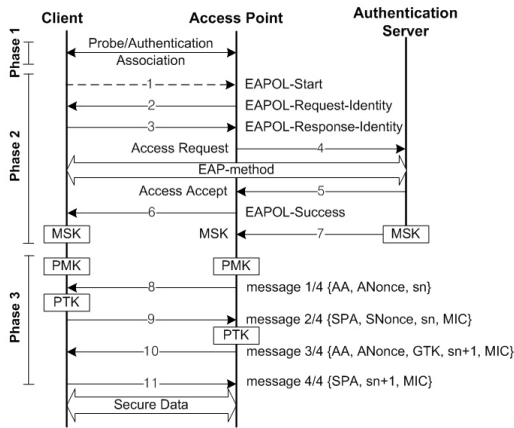 Client
Access Point
Authentication
Server
Phase 1
Probe/Authentication
Association
Phase 2
1
EAPOL-Start
2
EAPOL-Request-Identity
3
EAPOL-Response-Identity
Access Request
4
EAP-method
Access Accept
5
6
EAPOL-Success
MSK
MSK
7
MSK
Phase 3
PMK
PMK
8
message 1/4 {AA, ANonce, sn}
PTK
9
message 2/4 {SPA, SNonce, sn, MIC}
PTK
10
message 3/4 {AA, ANonce, GTK, sn+1, MIC}
11
message 4/4 {SPA, sn+1, MIC}
Secure Data